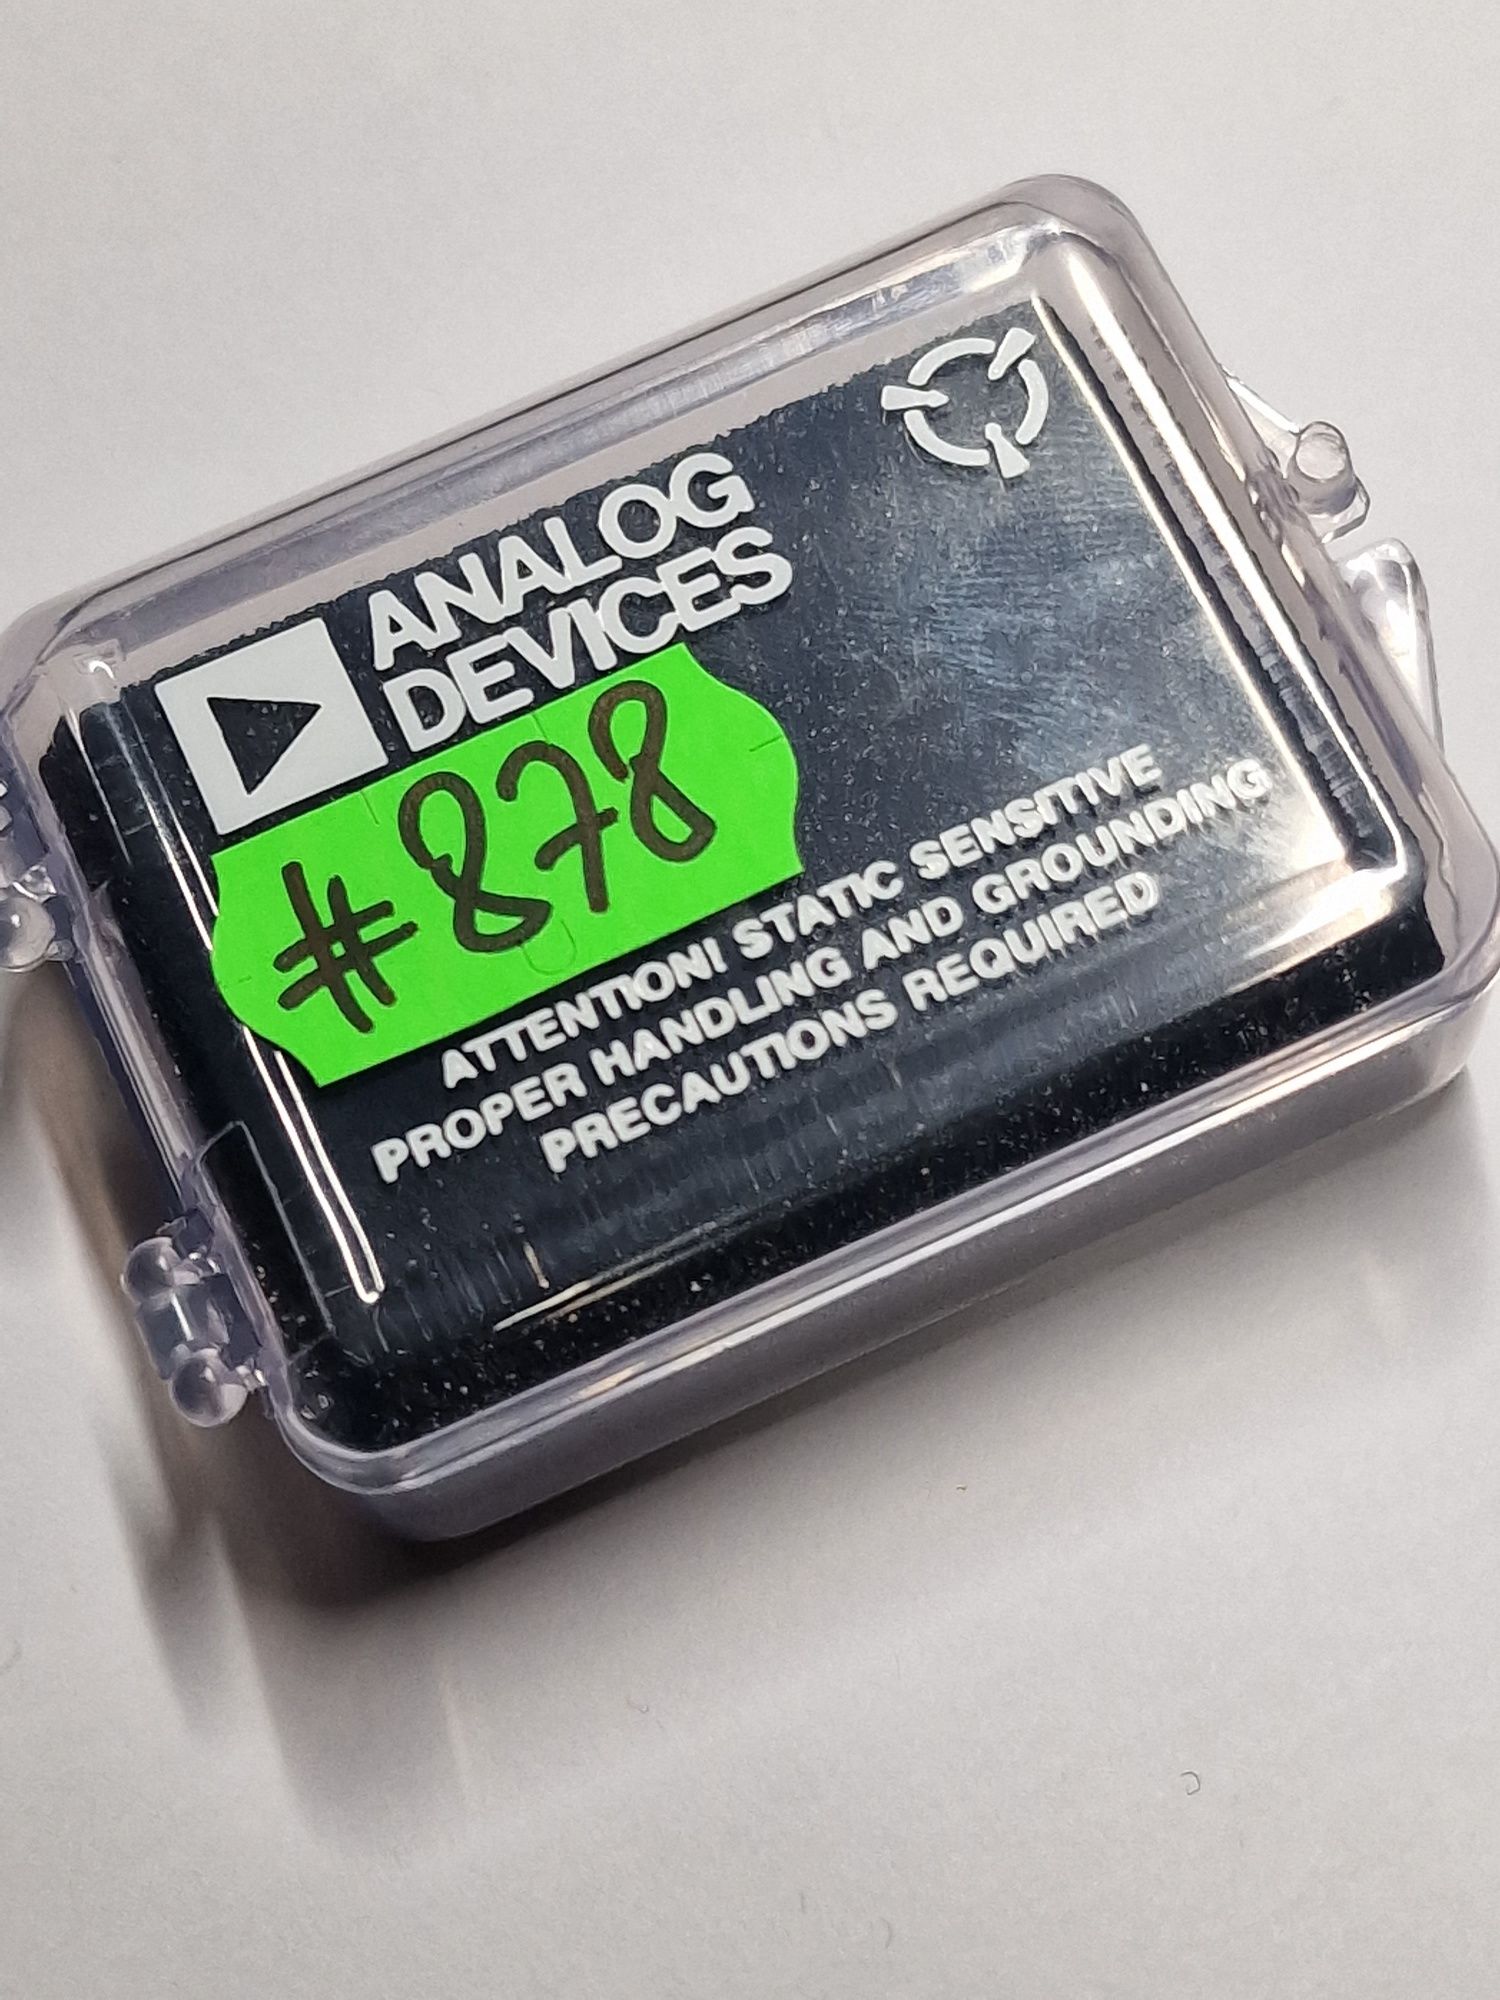 ANALOG
DEVICES
#878
ATTENTION! STATIC SENSITIVE
PROPER HANDLING AND GROUNDING
PRECAUTIONS REQUIRED